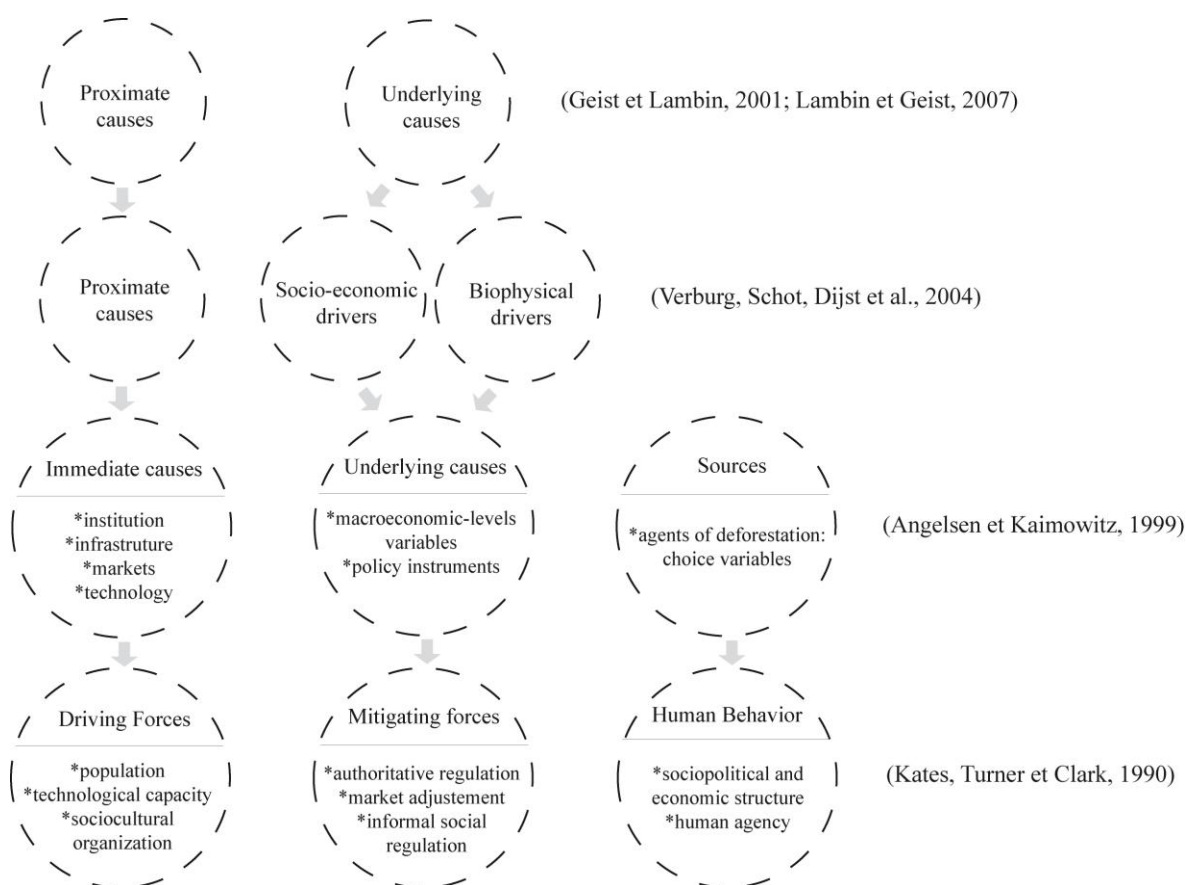 Proximate
causes
Underlying
causes
(Geist et Lambin, 2001; Lambin et Geist, 2007)
Proximate
causes
Socio-economic
drivers
Biophysical
drivers
(Verburg, Schot, Dijst et al., 2004)
Immediate causes
*institution
*infrastruture
*markets
*technology
Underlying causes
*macroeconomic-levels
variables
*policy instruments
Sources
*agents of deforestation:
choice variables
(Angelsen et Kaimowitz, 1999)
Driving Forces
*population
*technological capacity
*sociocultural
organization
Mitigating forces
*authoritative regulation
*market adjustement
*informal social
regulation
Human Behavior
*sociopolitical and
economic structure
*human agency
(Kates, Turner et Clark, 1990)